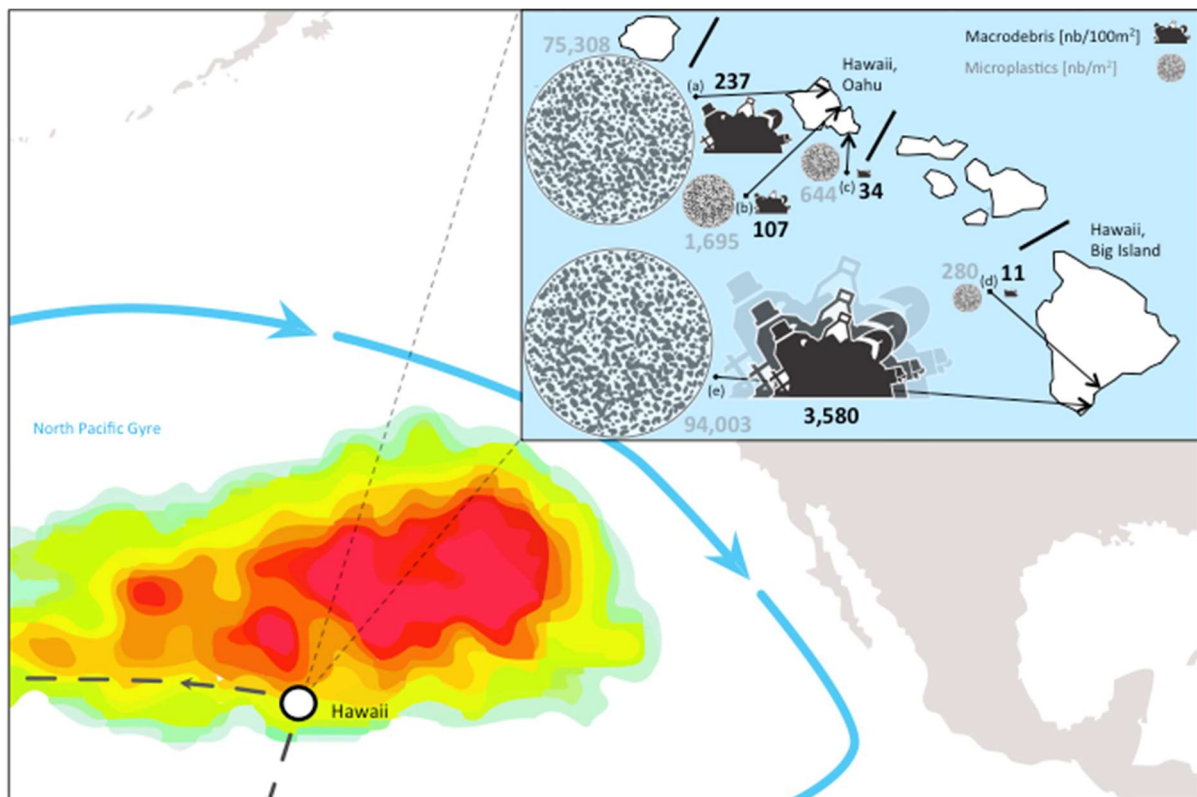 75,308
Macrodebris [nb/100m²]
Microplastics [nb/m²]
Hawaii,
Oahu
(a) 237
644
(c)
34
(b)
1,695
107
Hawaii,
Big Island
280
(d)
11
(e)
94,003
3,580
North Pacific Gyre
Hawaii